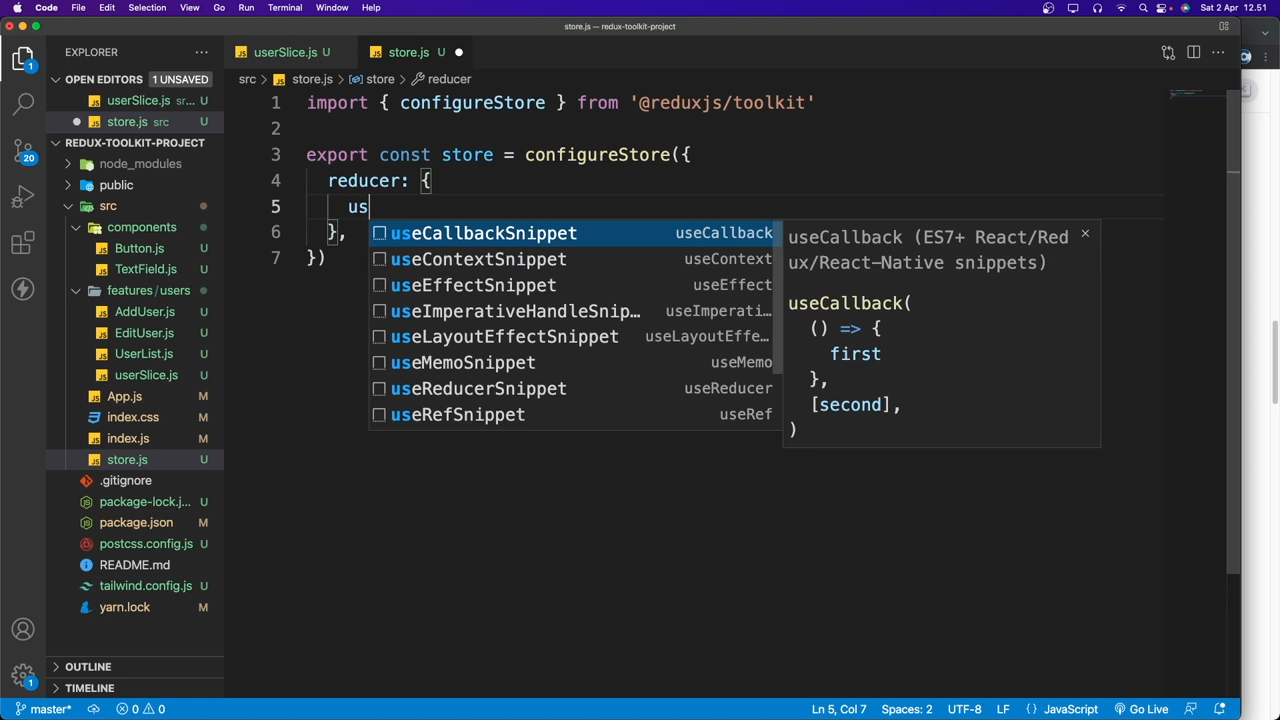 Code File Edit Selection View Go Run Terminal Window Help Sat 2 Apr 12.51
store.js — redux-toolkit-project
EXPLORER
userSlice.js U
store.js U
OPEN EDITORS 1 UNSAVED
src > store.js > store > reducer
userSlice.js sr... U
store.js src U
REDUX-TOOLKIT-PROJECT
node_modules
public
src
components
Button.js U
TextField.js U
features/users
AddUser.js U
EditUser.js U
UserList.js U
userSlice.js U
App.js M
index.css M
index.js M
store.js U
.gitignore
package-lock.j... U
package.json M
postcss.config.js U
README.md
tailwind.config.js U
yarn.lock M
OUTLINE
TIMELINE
1 import { configureStore } from '@reduxjs/toolkit'
2
3 export const store = configureStore({
4 reducer: {
5 us
6 },
7 })
useCallbackSnippet useCallback
useContextSnippet useContext
useEffectSnippet useEffect
useImperativeHandleSnip... useImperati...
useLayoutEffectSnippet useLayoutEffe...
useMemoSnippet useMemo
useReducerSnippet useReducer
useRefSnippet useRef
useCallback (ES7+ React/Red
ux/React-Native snippets)
useCallback(
() => {
first
},
[second],
)
1
20
1
master* 0 0 Ln 5, Col 7 Spaces: 2 UTF-8 LF {} JavaScript Go Live